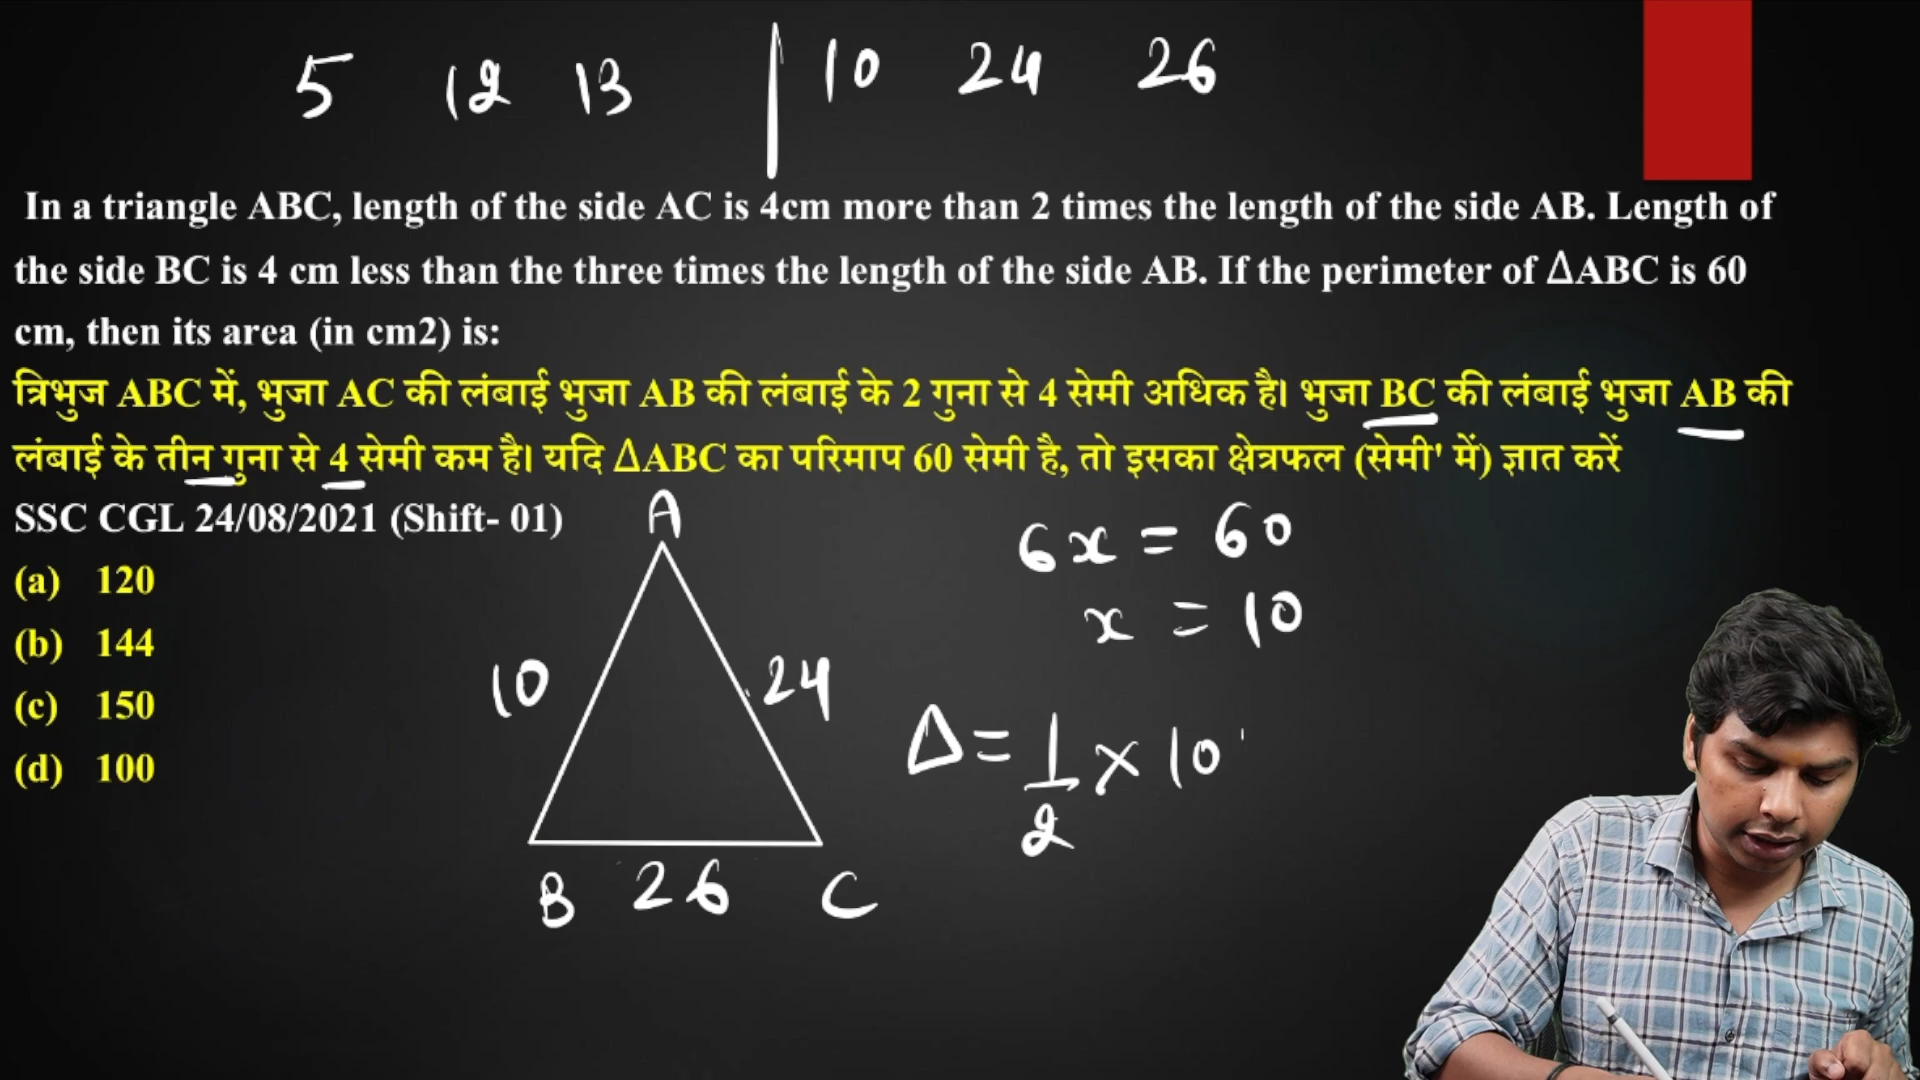 5 12 13 | 10 24 26
In a triangle ABC, length of the side AC is 4cm more than 2 times the length of the side AB. Length of
the side BC is 4 cm less than the three times the length of the side AB. If the perimeter of ΔABC is 60
cm, then its area (in cm2) is:
त्रिभुज ABC में, भुजा AC की लंबाई भुजा AB की लंबाई के 2 गुना से 4 सेमी अधिक है। भुजा BC की लंबाई भुजा AB की
लंबाई के तीन गुना से 4 सेमी कम है। यदि ΔABC का परिमाप 60 सेमी है, तो इसका क्षेत्रफल (सेमी' में) ज्ञात करें
SSC CGL 24/08/2021 (Shift- 01)
(a) 120
(b) 144
(c) 150
(d) 100
A
10 24
B 26 C
6x = 60
x = 10
Δ = 1/2 × 10